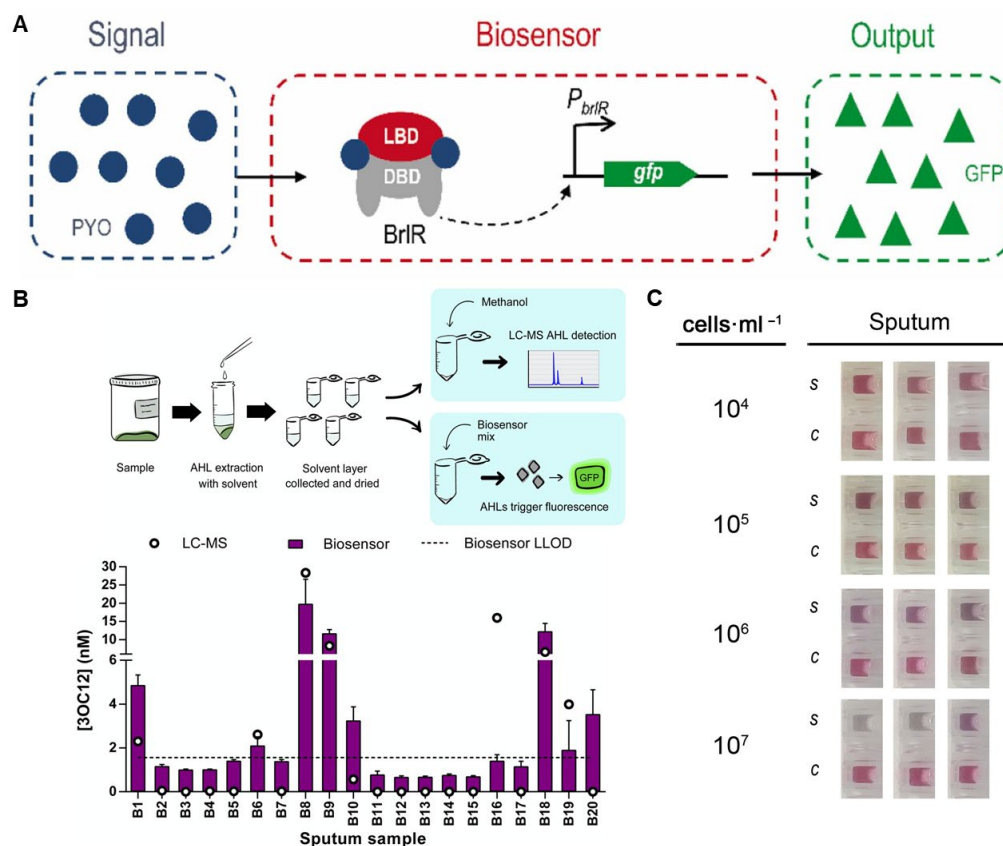 A
Signal
Biosensor
Output
PYO
LBD
DBD
BrlR
PbrlR
gfp
GFP
B
Methanol
LC-MS AHL detection
Sample
AHL extraction
with solvent
Solvent layer
collected and dried
Biosensor
mix
GFP
AHLs trigger fluorescence
LC-MS
Biosensor
Biosensor LLOD
[3OC12] (nM)
30
25
20
15
10
6
4
2
0
B1 B2 B3 B4 B5 B6 B7 B8 B9 B10 B11 B12 B13 B14 B15 B16 B17 B18 B19 B20
Sputum sample
C
cells·ml⁻¹
Sputum
10⁴
S
C
10⁵
S
C
10⁶
S
C
10⁷
S
C